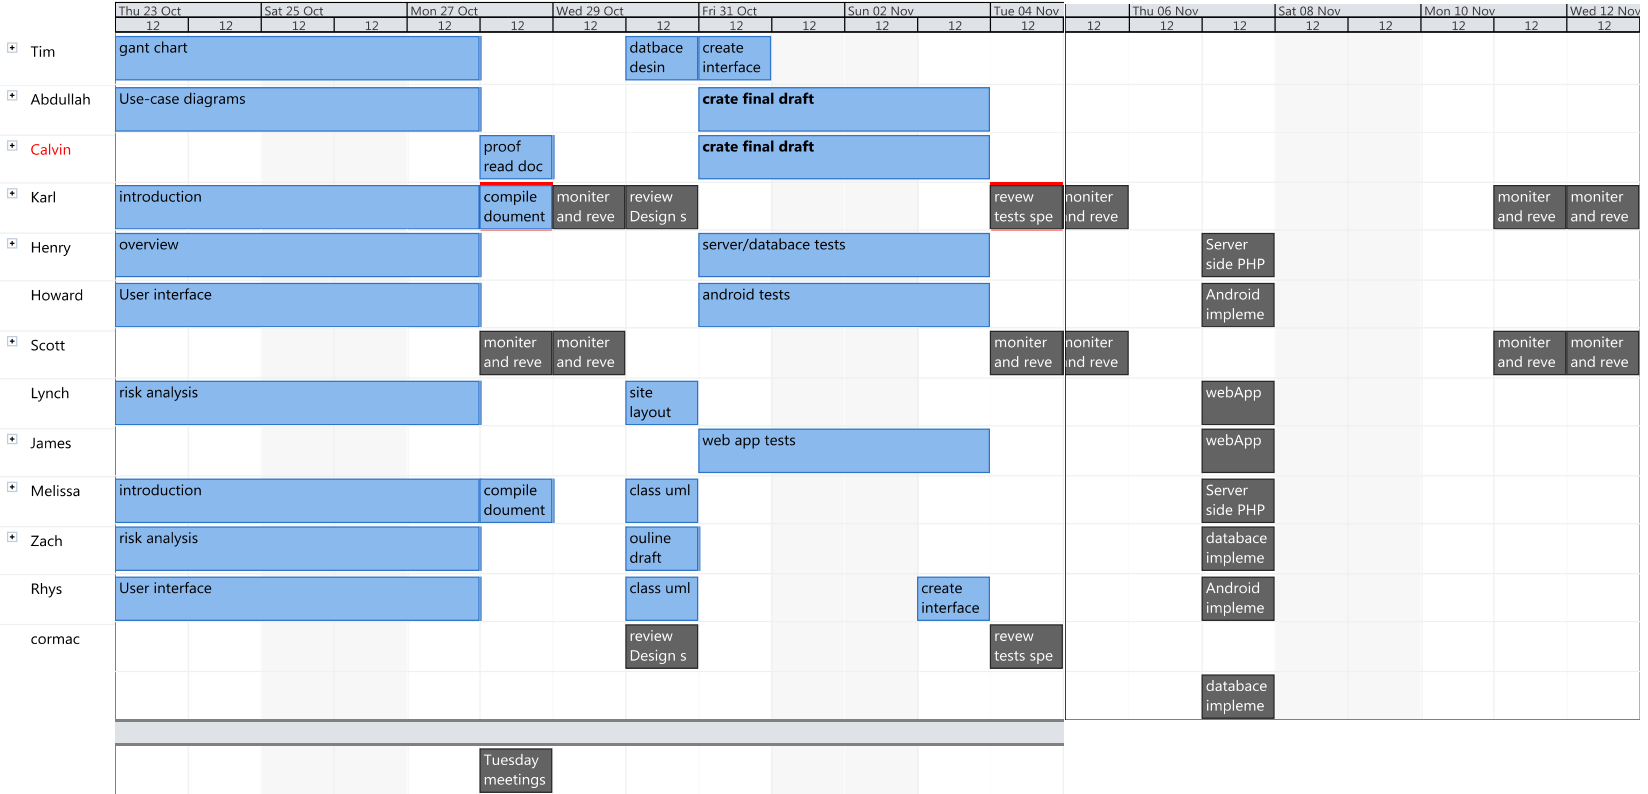 Thu 23 Oct Sat 25 Oct Mon 27 Oct Wed 29 Oct Fri 31 Oct Sun 02 Nov Tue 04 Nov Thu 06 Nov Sat 08 Nov Mon 10 Nov Wed 12 Nov
12 12 12 12 12 12 12 12 12 12 12 12 12 12 12 12 12 12 12 12 12
Tim
gant chart
datbace
desin
create
interface
Abdullah
Use-case diagrams
crate final draft
Calvin
proof
read doc
crate final draft
Karl
introduction
compile
doument
moniter
and reve
review
Design s
revew
tests spe
moniter
and reve
moniter
and reve
moniter
and reve
Henry
overview
server/databace tests
Server
side PHP
Howard
User interface
android tests
Android
impleme
Scott
moniter
and reve
moniter
and reve
moniter
and reve
moniter
and reve
moniter
and reve
moniter
and reve
Lynch
risk analysis
site
layout
webApp
James
web app tests
webApp
Melissa
introduction
compile
doument
class uml
Server
side PHP
Zach
risk analysis
ouline
draft
databace
impleme
Rhys
User interface
class uml
create
interface
Android
impleme
cormac
review
Design s
revew
tests spe
databace
impleme
Tuesday
meetings